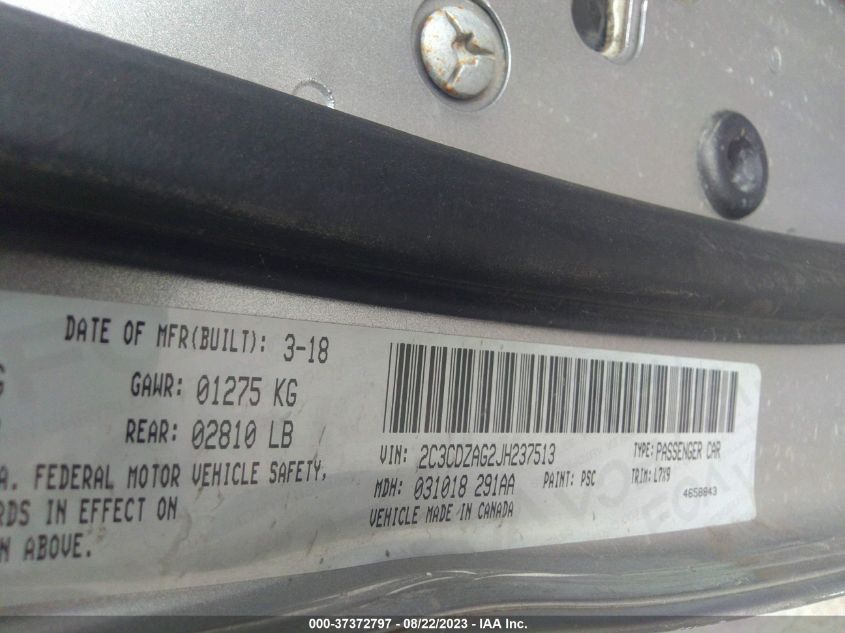 DATE OF MFR(BUILT): 3-18
GAWR: 01275 KG
REAR: 02810 LB
A. FEDERAL MOTOR VEHICLE SAFETY,
RDS IN EFFECT ON
N ABOVE.
VIN: 2C3CDZAG2JH237513
TYPE: PASSENGER CAR
MDH: 031018 291AA
PAINT: PSC
TRIM: L7X9
VEHICLE MADE IN CANADA
4658843
000-37372797 - 08/22/2023 - IAA Inc.